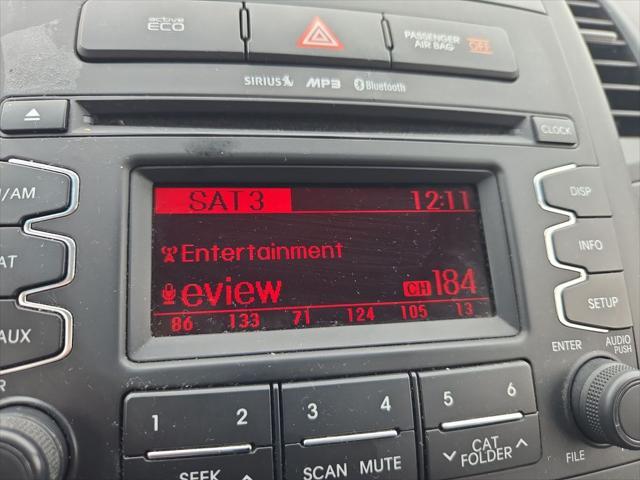 active
ECO
PASSENGER
AIR BAG OFF
SIRIUS MP3 Bluetooth
CLOCK
/AM
SAT3 12:11
DISP
Entertainment
INFO
AT
eview CH 184
SETUP
86 133 71 124 105 13
AUX
ENTER AUDIO
PUSH
R
1 2 3 4 5 6
SEEK SCAN MUTE CAT
FOLDER
FILE